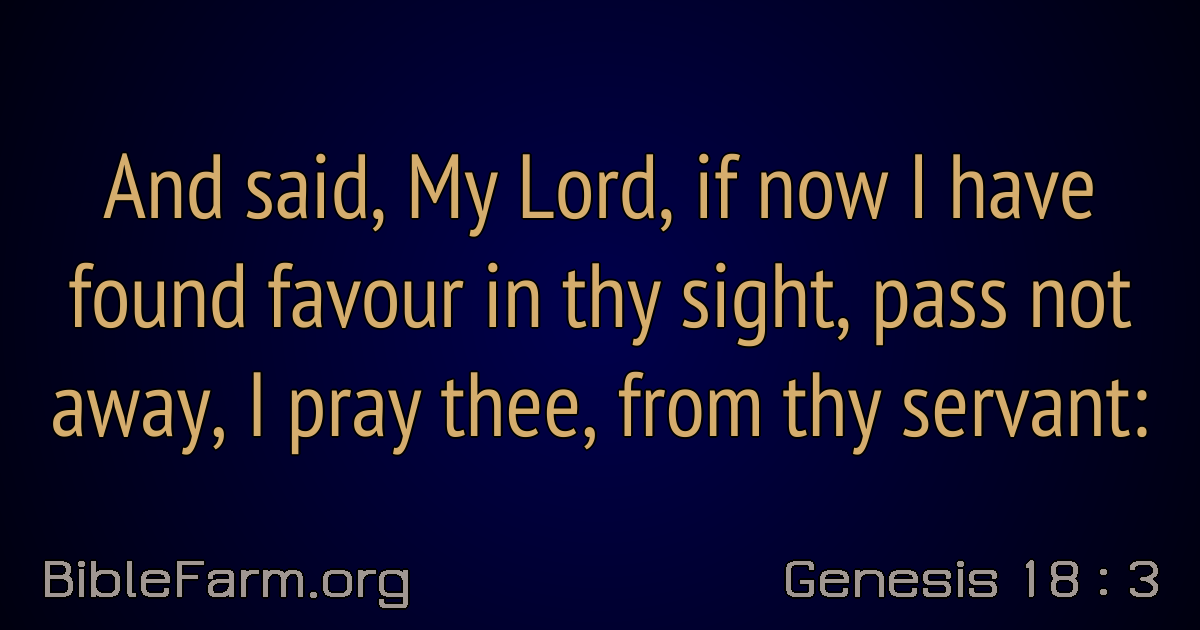 And said, My Lord, if now I have
found favour in thy sight, pass not
away, I pray thee, from thy servant:
BibleFarm.org
Genesis 18 : 3